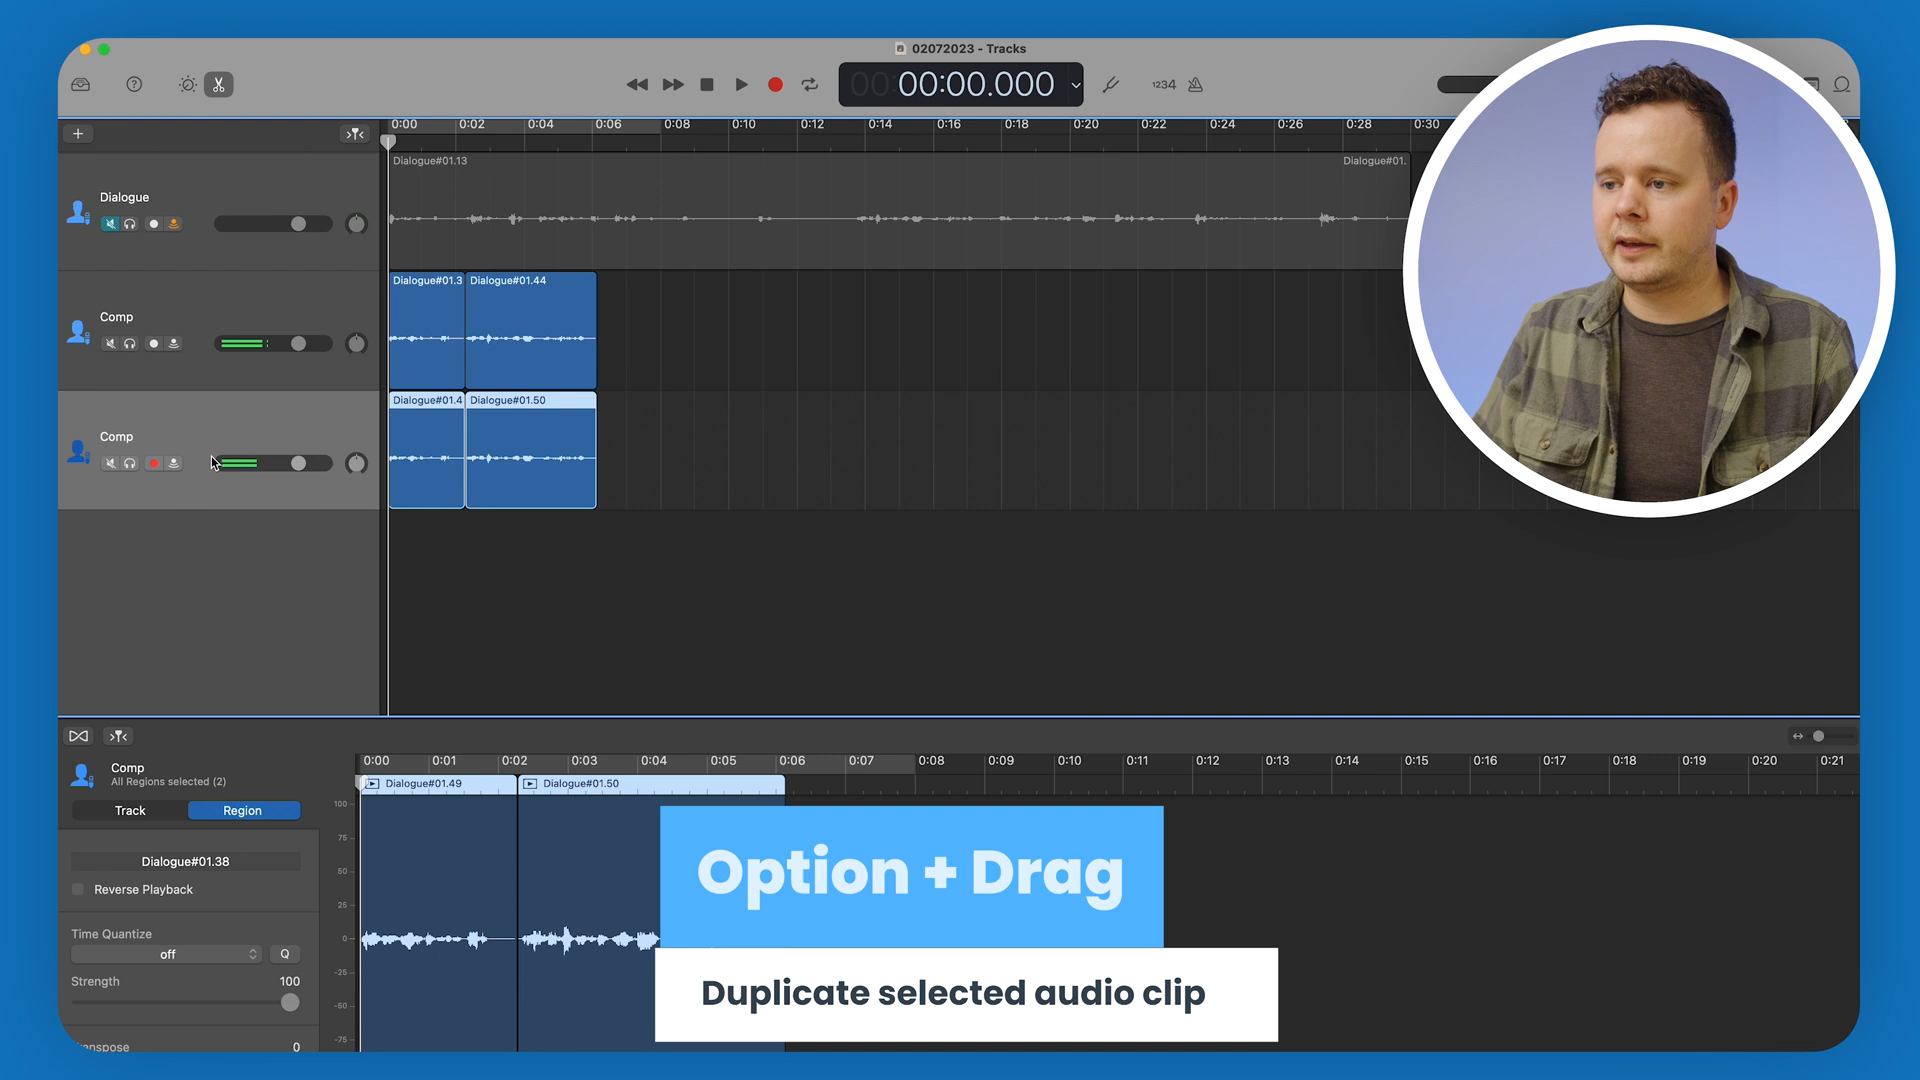 02072023 - Tracks
00:00:00.000
1234
0:00 0:02 0:04 0:06 0:08 0:10 0:12 0:14 0:16 0:18 0:20 0:22 0:24 0:26 0:28 0:30
Dialogue#01.13 Dialogue#01.
Dialogue
Dialogue#01.3 Dialogue#01.44
Comp
Dialogue#01.4 Dialogue#01.50
Comp
Comp
All Regions selected (2)
Track Region
Dialogue#01.38
Reverse Playback
Time Quantize
off Q
Strength 100
anspose 0
0:00 0:01 0:02 0:03 0:04 0:05 0:06 0:07 0:08 0:09 0:10 0:11 0:12 0:13 0:14 0:15 0:16 0:17 0:18 0:19 0:20 0:21
Dialogue#01.49 Dialogue#01.50
100
75
50
25
0
-25
-50
-75
Option + Drag
Duplicate selected audio clip